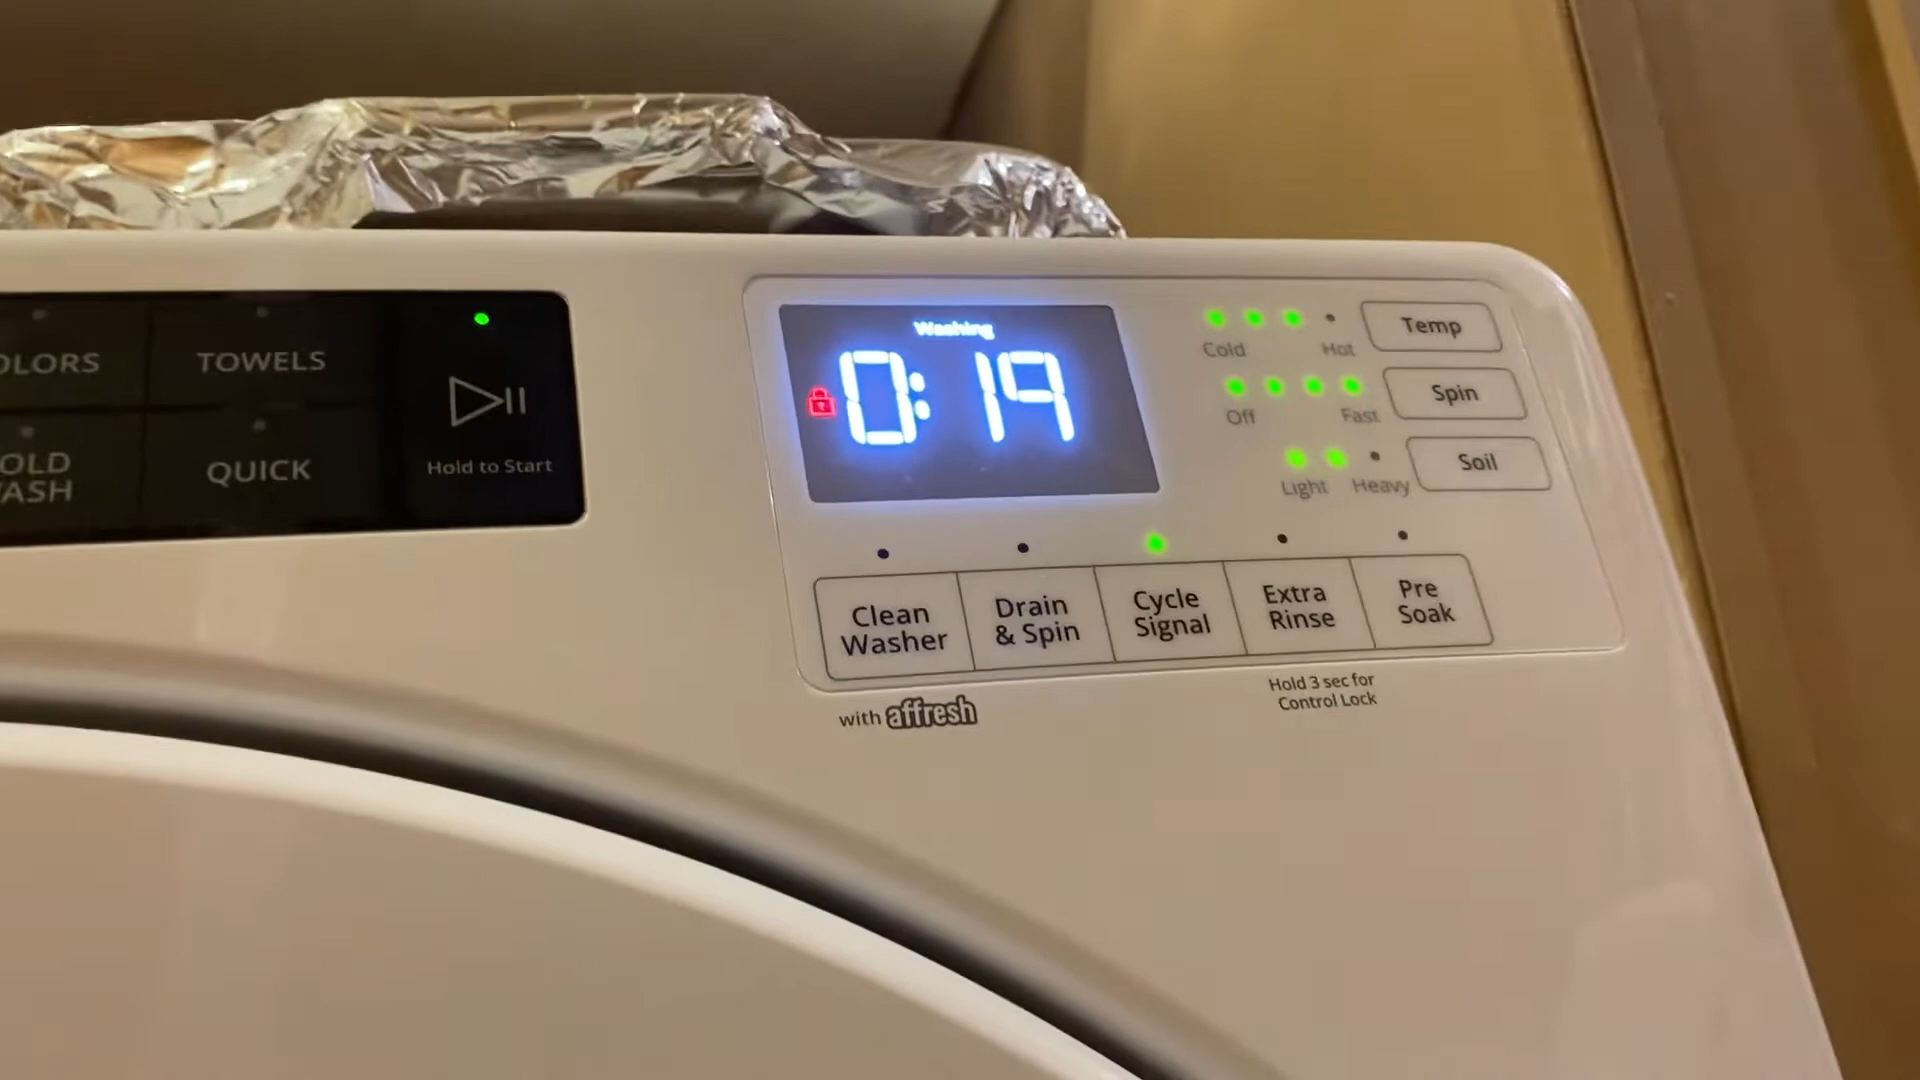 OLORS
TOWELS
OLD
WASH
QUICK
Hold to Start
Washing
0:19
Cold Hot
Temp
Off Fast
Spin
Light Heavy
Soil
Clean
Washer
Drain
& Spin
Cycle
Signal
Extra
Rinse
Pre
Soak
with affresh
Hold 3 sec for
Control Lock